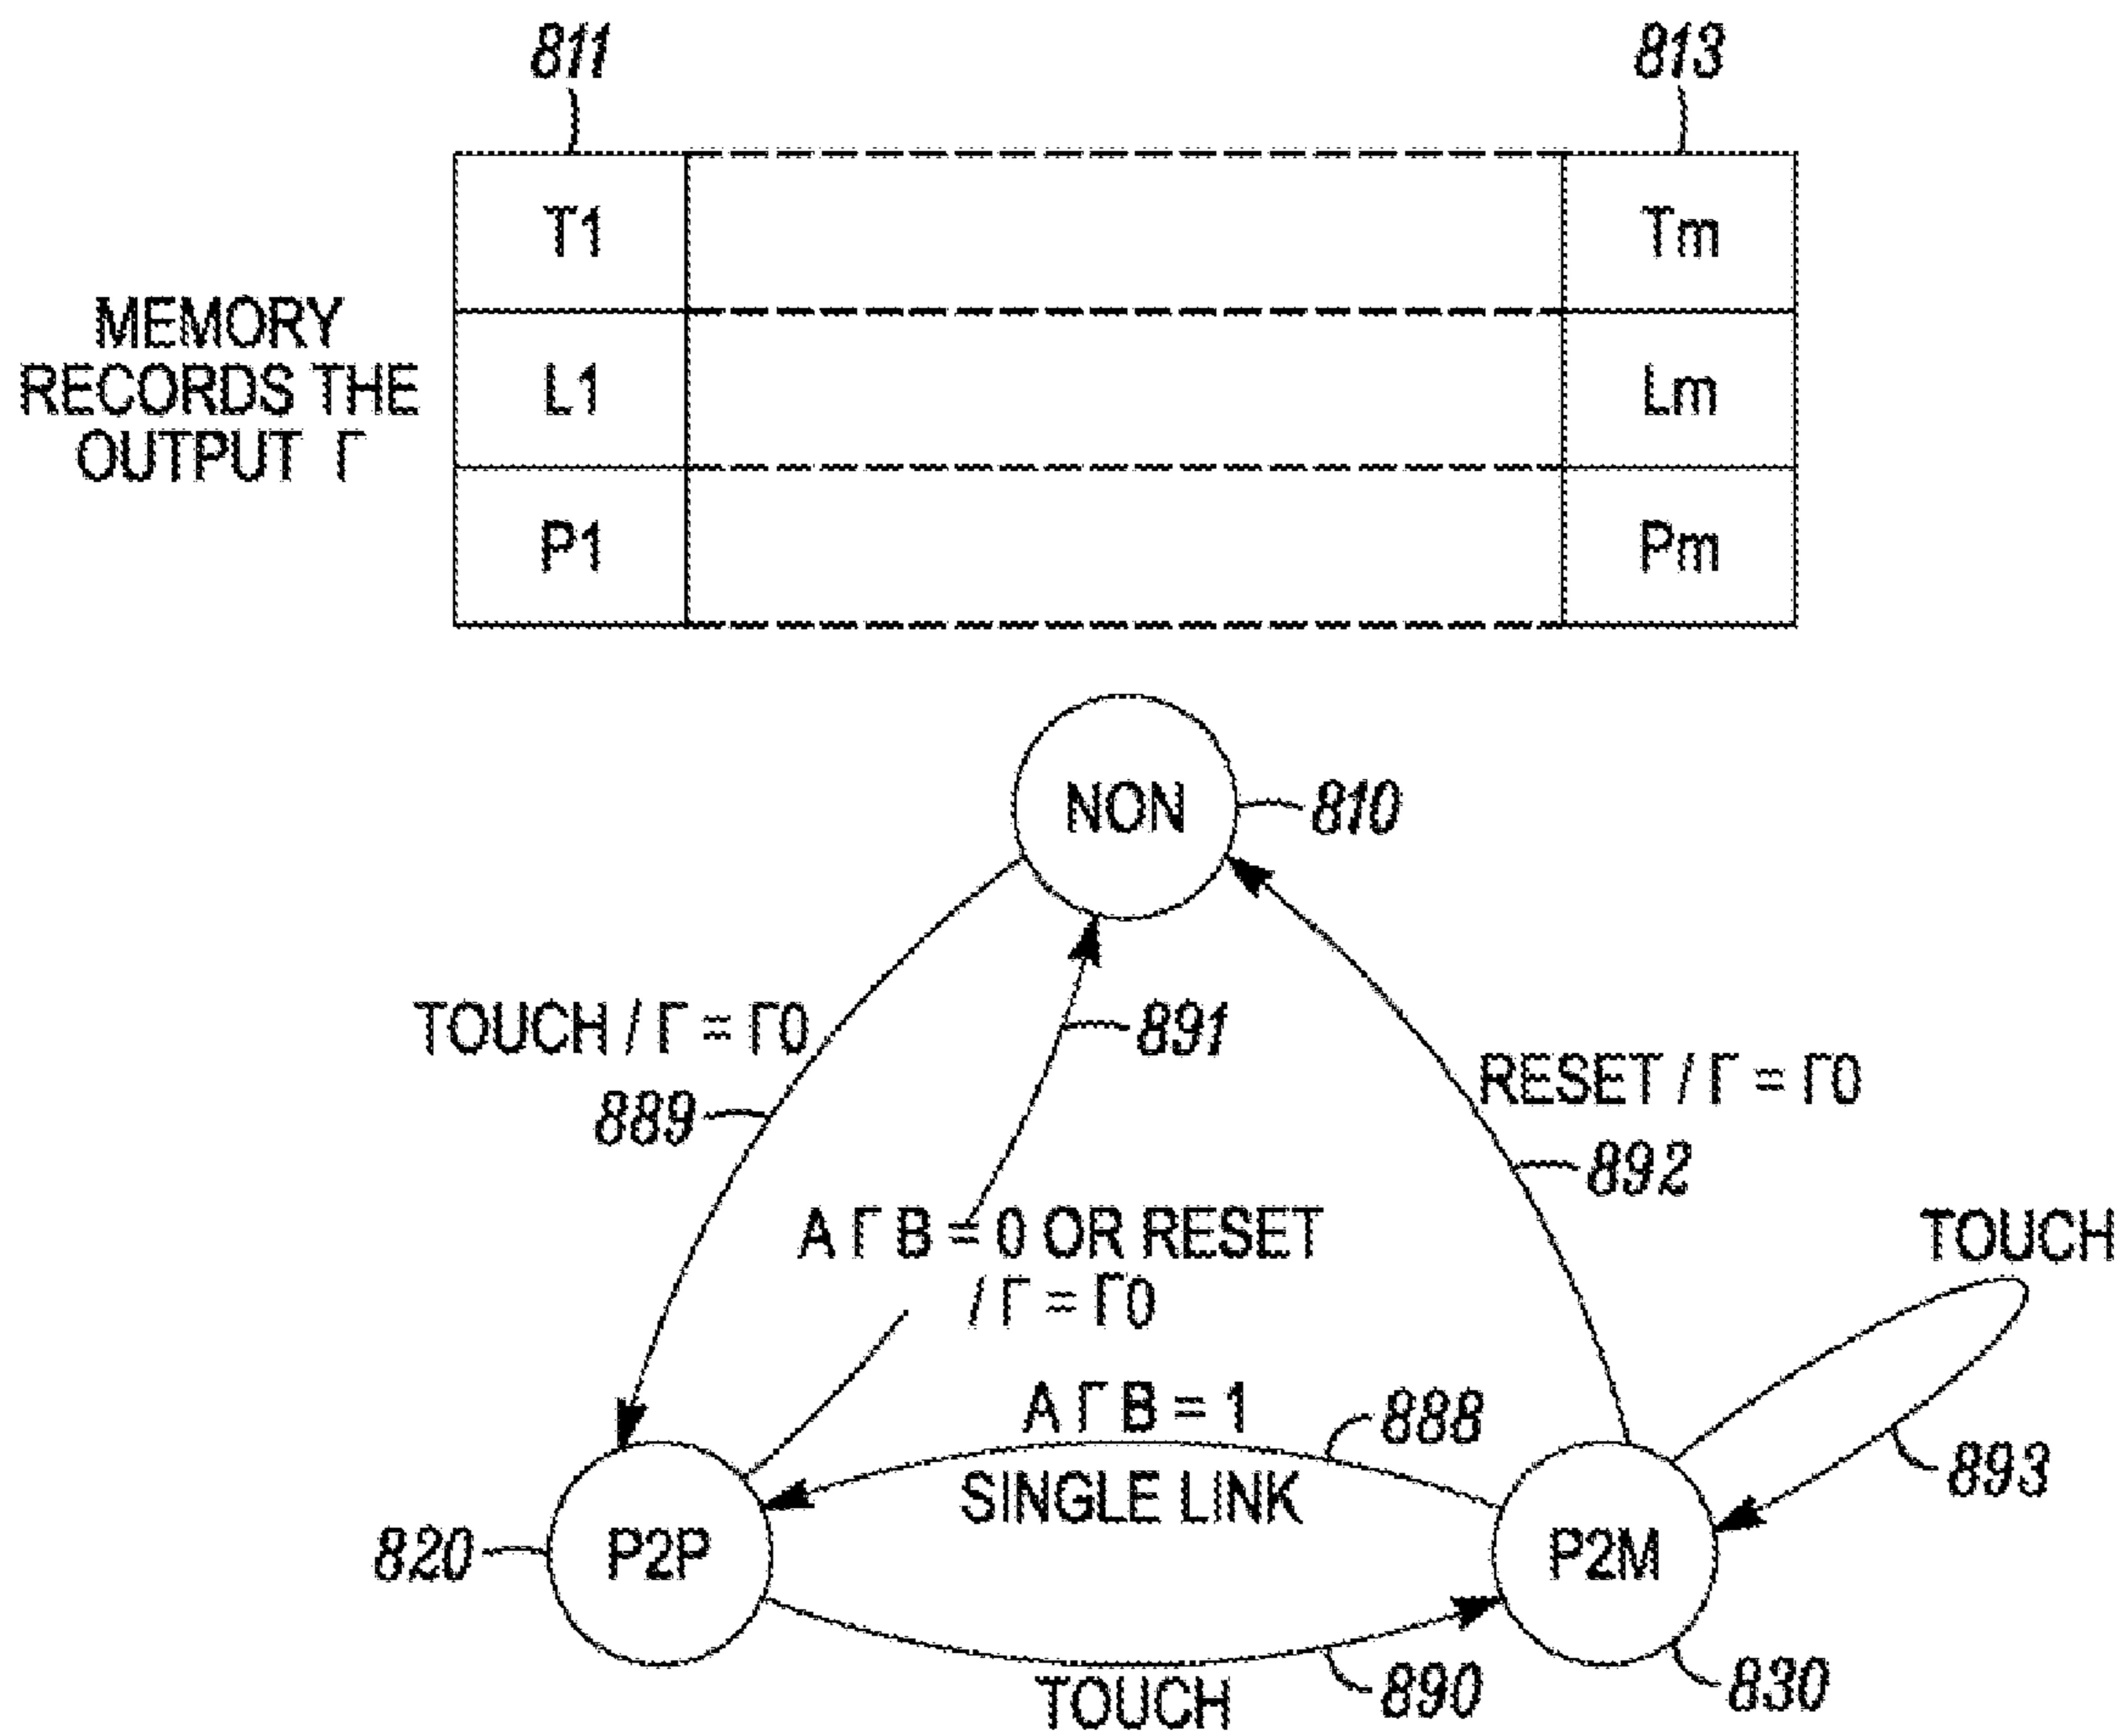 811
813
T1
Tm
MEMORY
RECORDS THE
OUTPUT Γ
L1
Lm
P1
Pm
NON
810
TOUCH / Γ = Γ0
889
891
RESET / Γ = Γ0
892
A Γ B = 0 OR RESET
/ Γ = Γ0
TOUCH
A Γ B = 1
888
SINGLE LINK
893
820
P2P
P2M
TOUCH
890
830